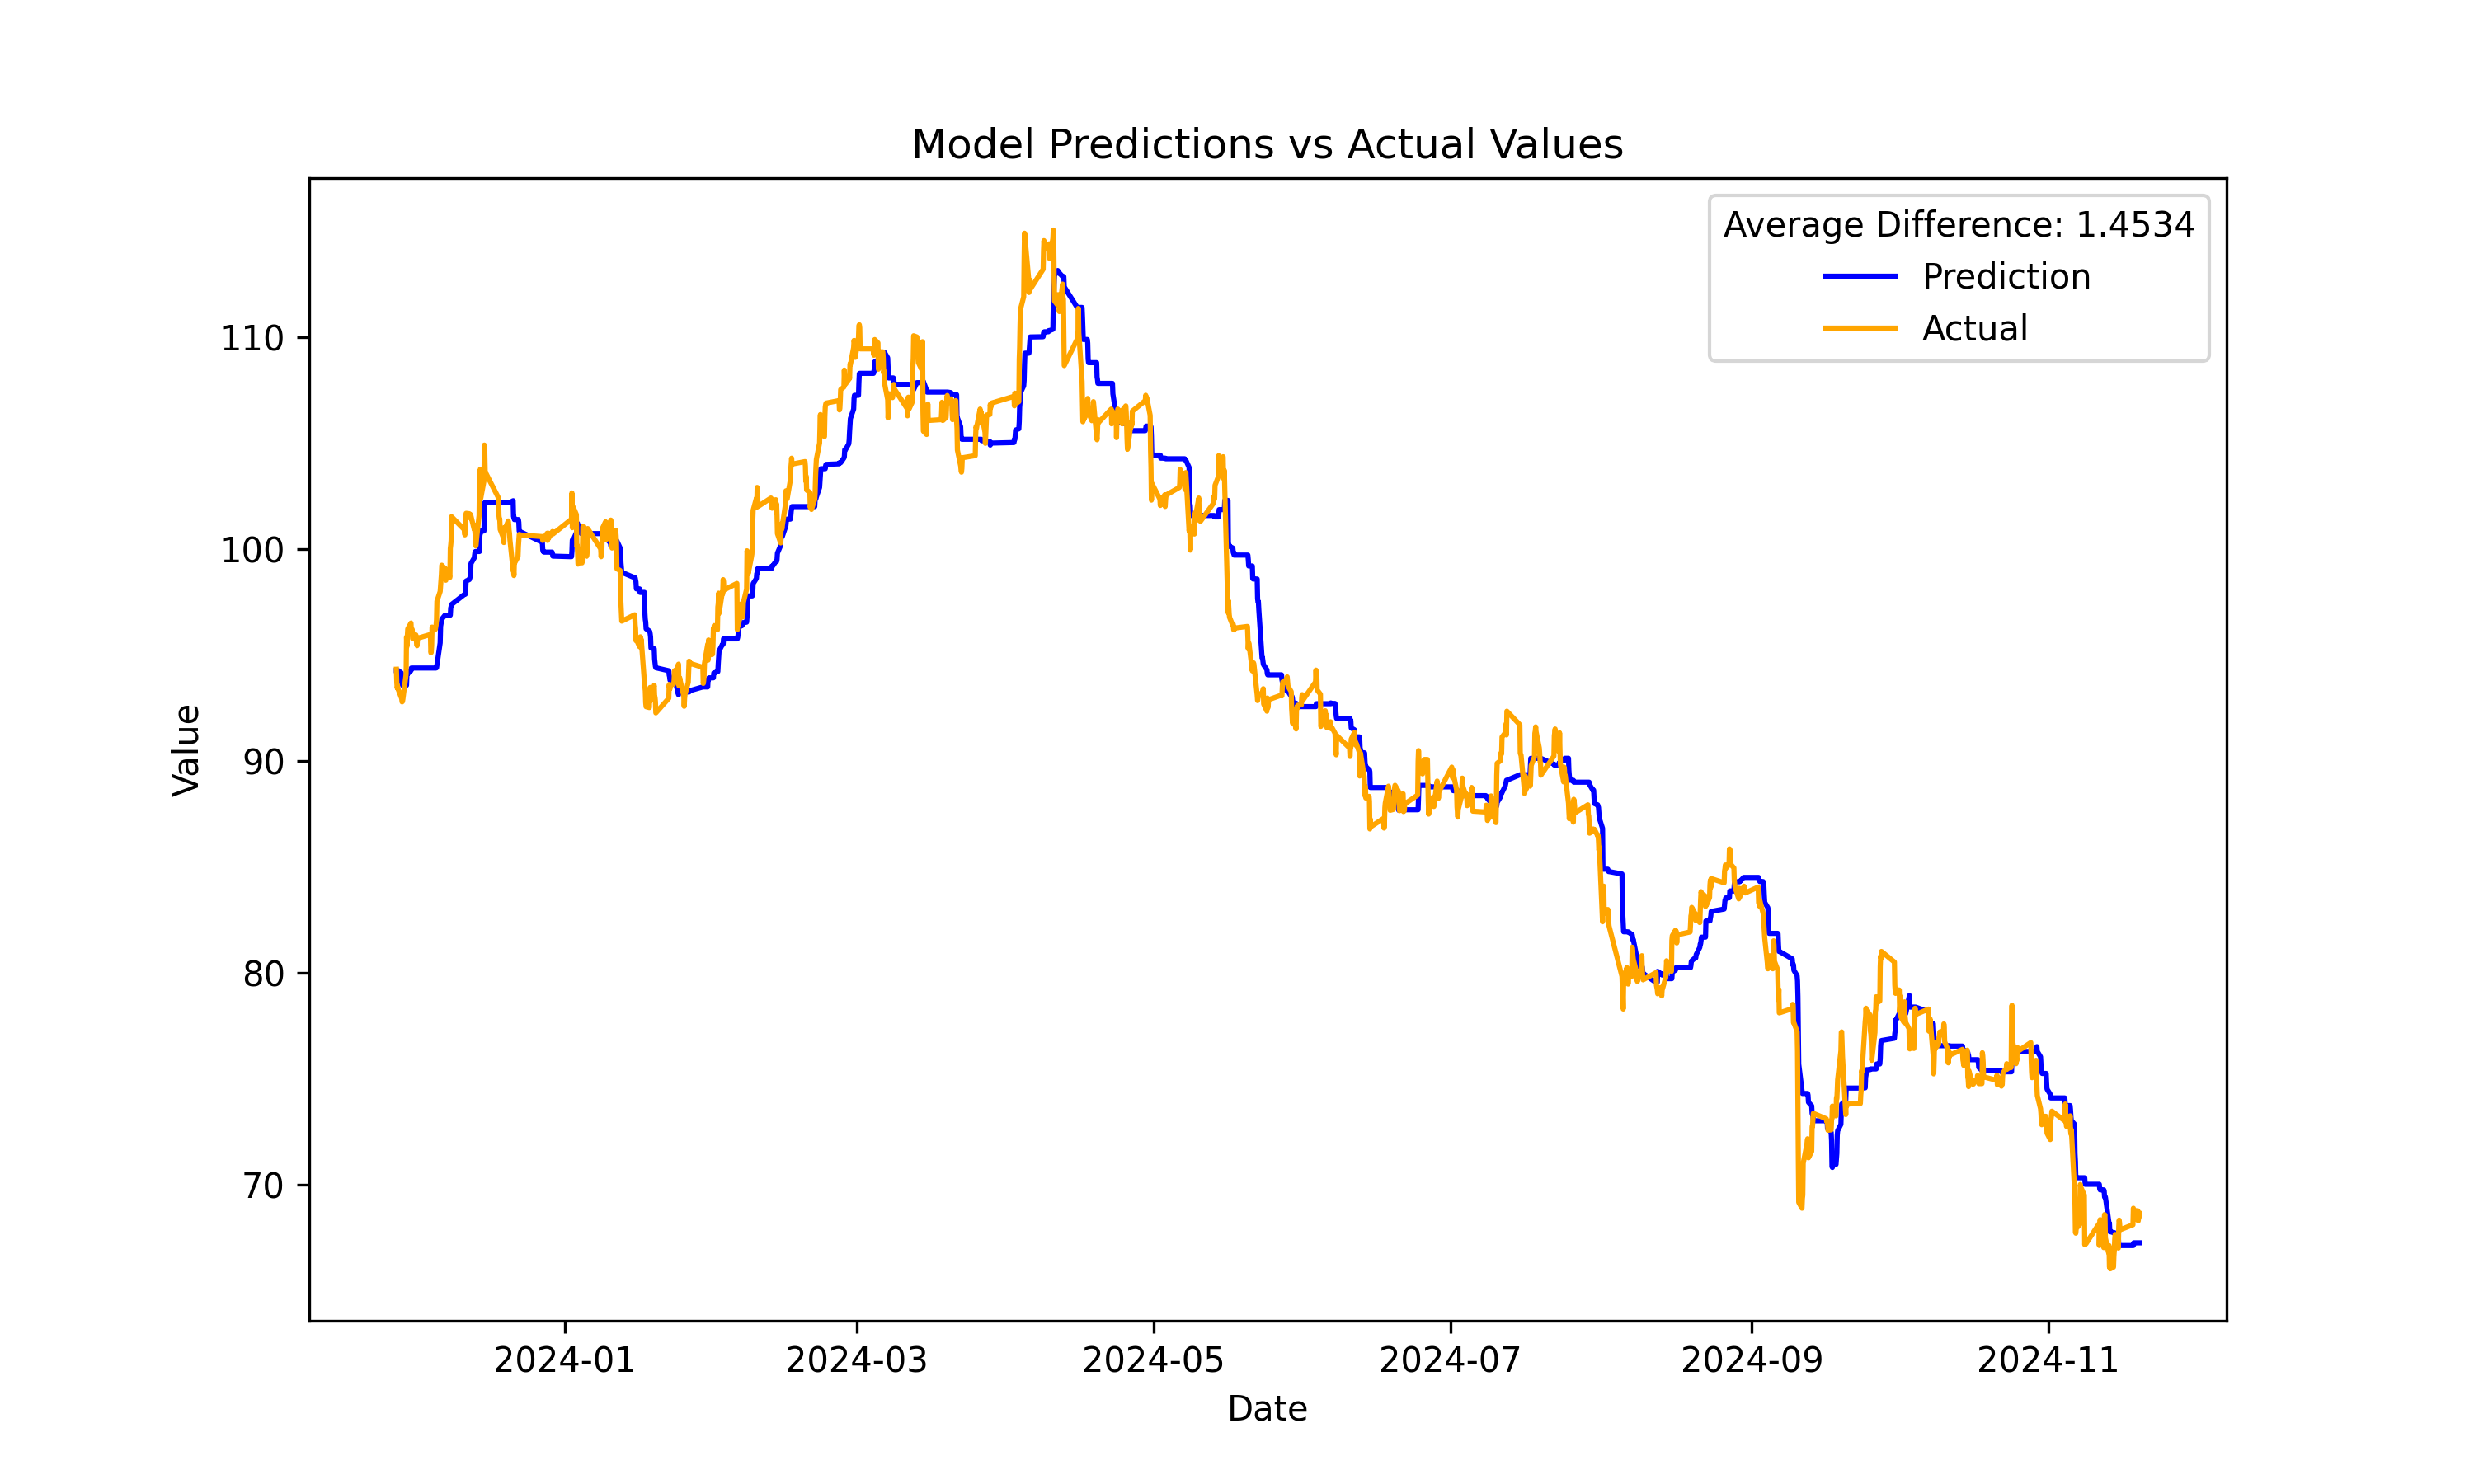 Model Predictions vs Actual Values
Average Difference: 1.4534
Prediction
Actual
Value
110
100
90
80
70
2024-01 2024-03 2024-05 2024-07 2024-09 2024-11
Date